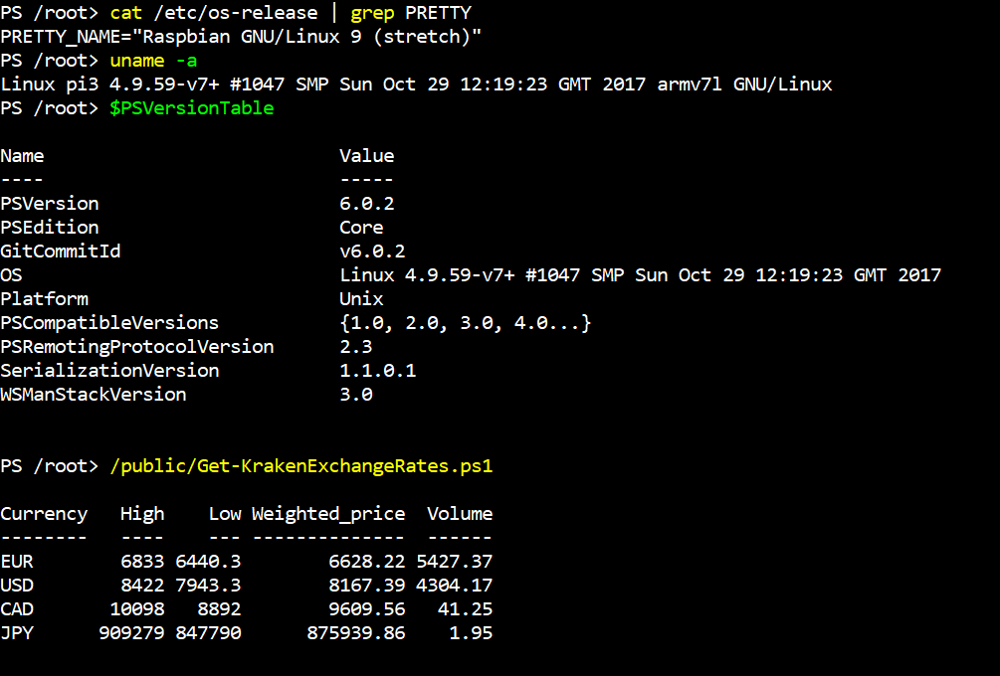 PS /root> cat /etc/os-release | grep PRETTY
PRETTY_NAME="Raspbian GNU/Linux 9 (stretch)"
PS /root> uname -a
Linux pi3 4.9.59-v7+ #1047 SMP Sun Oct 29 12:19:23 GMT 2017 armv7l GNU/Linux
PS /root> $PSVersionTable
Name                           Value
----                           -----
PSVersion                      6.0.2
PSEdition                      Core
GitCommitId                    v6.0.2
OS                             Linux 4.9.59-v7+ #1047 SMP Sun Oct 29 12:19:23 GMT 2017
Platform                       Unix
PSCompatibleVersions           {1.0, 2.0, 3.0, 4.0...}
PSRemotingProtocolVersion      2.3
SerializationVersion           1.1.0.1
WSManStackVersion              3.0
PS /root> /public/Get-KrakenExchangeRates.ps1
Currency   High    Low Weighted_price  Volume
--------   ----    --- --------------  ------
EUR        6833 6440.3        6628.22 5427.37
USD        8422 7943.3        8167.39 4304.17
CAD       10098   8892        9609.56   41.25
JPY      909279 847790      875939.86    1.95